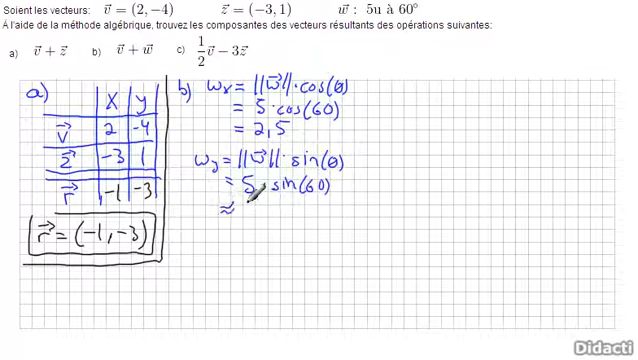 Soient les vecteurs: v⃗ = (2, −4) z⃗ = (−3, 1) w⃗ : 5u à 60°
À l'aide de la méthode algébrique, trouvez les composantes des vecteurs résultants des opérations suivantes:
a) v⃗ + z⃗ b) v⃗ + w⃗ c) 1/2 v⃗ − 3z⃗
a)
x y
v⃗ 2 -4
z⃗ -3 1
r⃗ -1 -3
r⃗ = (-1, -3)
b) wx = ||w⃗|| · cos(θ)
= 5 · cos(60)
= 2,5
wy = ||w⃗|| · sin(θ)
= 5 · sin(60)
≈
Didacti